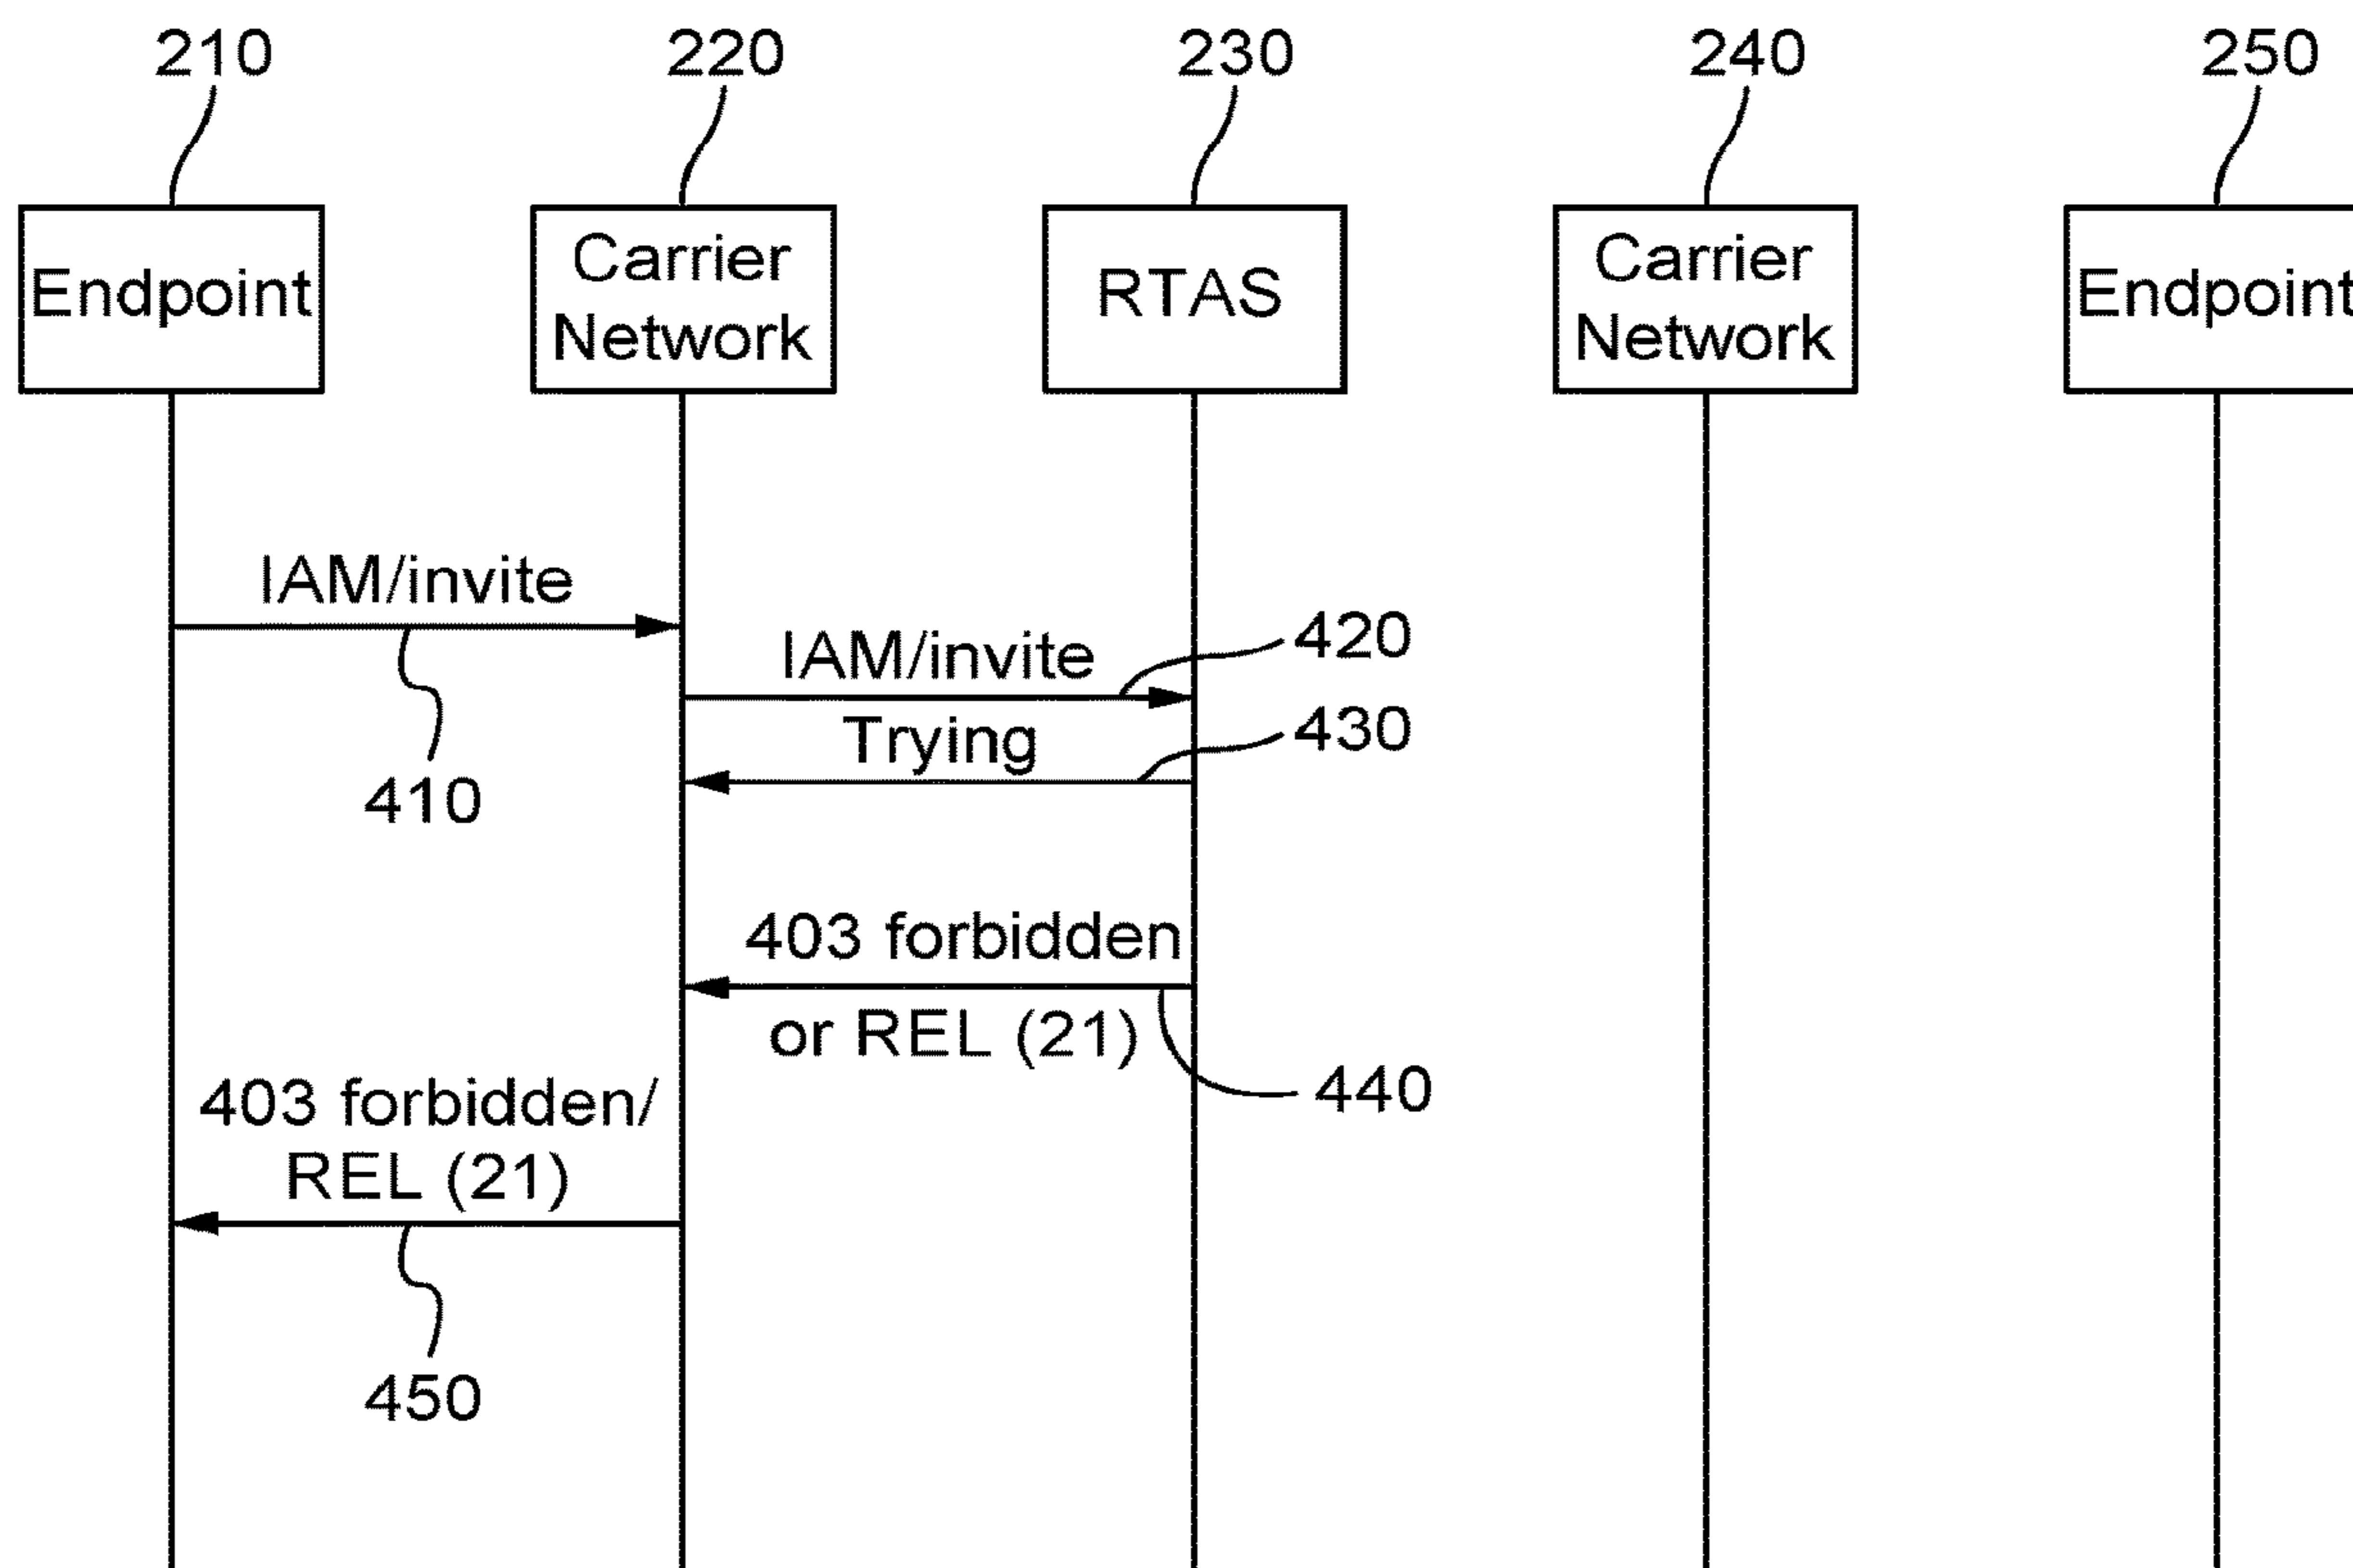 210
220
230
240
250
Endpoint
Carrier
Network
RTAS
Carrier
Network
Endpoint
IAM/invite
410
IAM/invite
420
Trying
430
403 forbidden
or REL (21)
440
403 forbidden/
REL (21)
450